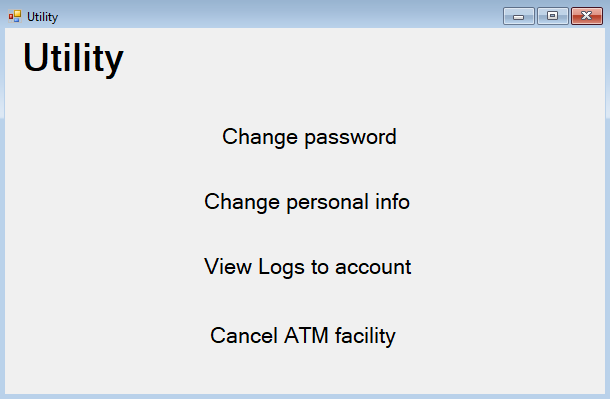 Utility
Utility
Change password
Change personal info
View Logs to account
Cancel ATM facility